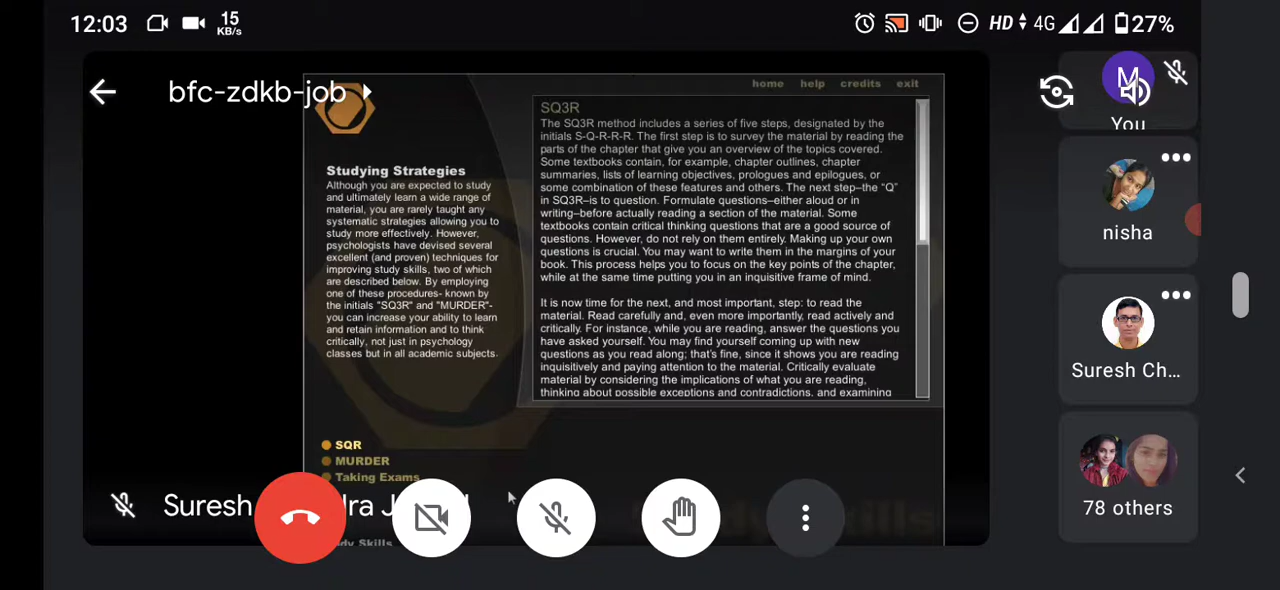 12:03
15
KB/s
HD
4G
27%
bfc-zdkb-job
home help credits exit
M
You
nisha
Suresh Ch...
78 others
Studying Strategies
Although you are expected to study
and ultimately learn a wide range of
material, you are rarely taught any
systematic strategies allowing you to
study more effectively. However,
psychologists have devised several
excellent (and proven) techniques for
improving study skills, two of which
are described below. By employing
one of these procedures- known by
the initials "SQ3R" and "MURDER"-
you can increase your ability to learn
and retain information and to think
critically, not just in psychology
classes but in all academic subjects.
SQ3R
The SQ3R method includes a series of five steps, designated by the
initials S-Q-R-R-R. The first step is to survey the material by reading the
parts of the chapter that give you an overview of the topics covered.
Some textbooks contain, for example, chapter outlines, chapter
summaries, lists of learning objectives, prologues and epilogues, or
some combination of these features and others. The next step–the “Q”
in SQ3R–is to question. Formulate questions–either aloud or in
writing–before actually reading a section of the material. Some
textbooks contain critical thinking questions that are a good source of
questions. However, do not rely on them entirely. Making up your own
questions is crucial. You may want to write them in the margins of your
book. This process helps you to focus on the key points of the chapter,
while at the same time putting you in an inquisitive frame of mind.
It is now time for the next, and most important, step: to read the
material. Read carefully and, even more importantly, read actively and
critically. For instance, while you are reading, answer the questions you
have asked yourself. You may find yourself coming up with new
questions as you read along; that's fine, since it shows you are reading
inquisitively and paying attention to the material. Critically evaluate
material by considering the implications of what you are reading,
thinking about possible exceptions and contradictions, and examining
SQR
MURDER
Taking Exams
Suresh
Skills